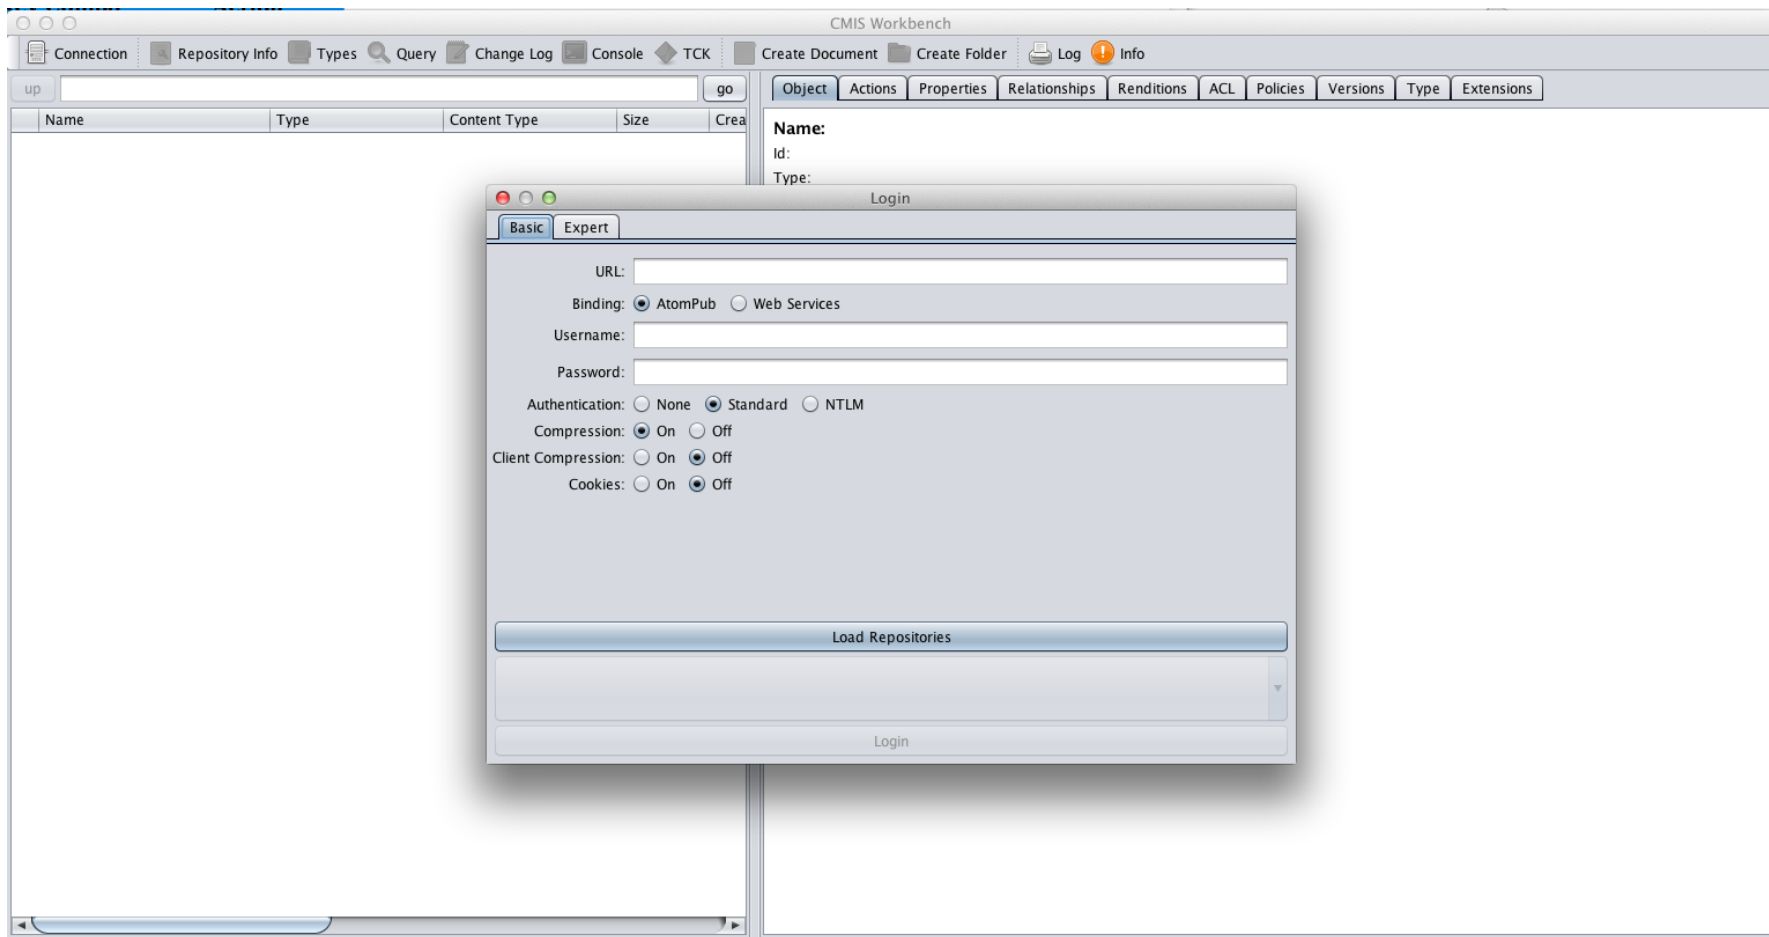 CMIS Workbench
Connection Repository Info Types Query Change Log Console TCK Create Document Create Folder Log Info
up go
Object Actions Properties Relationships Renditions ACL Policies Versions Type Extensions
Name Type Content Type Size Crea
Name:
Id:
Type:
Login
Basic Expert
URL:
Binding: AtomPub Web Services
Username:
Password:
Authentication: None Standard NTLM
Compression: On Off
Client Compression: On Off
Cookies: On Off
Load Repositories
Login